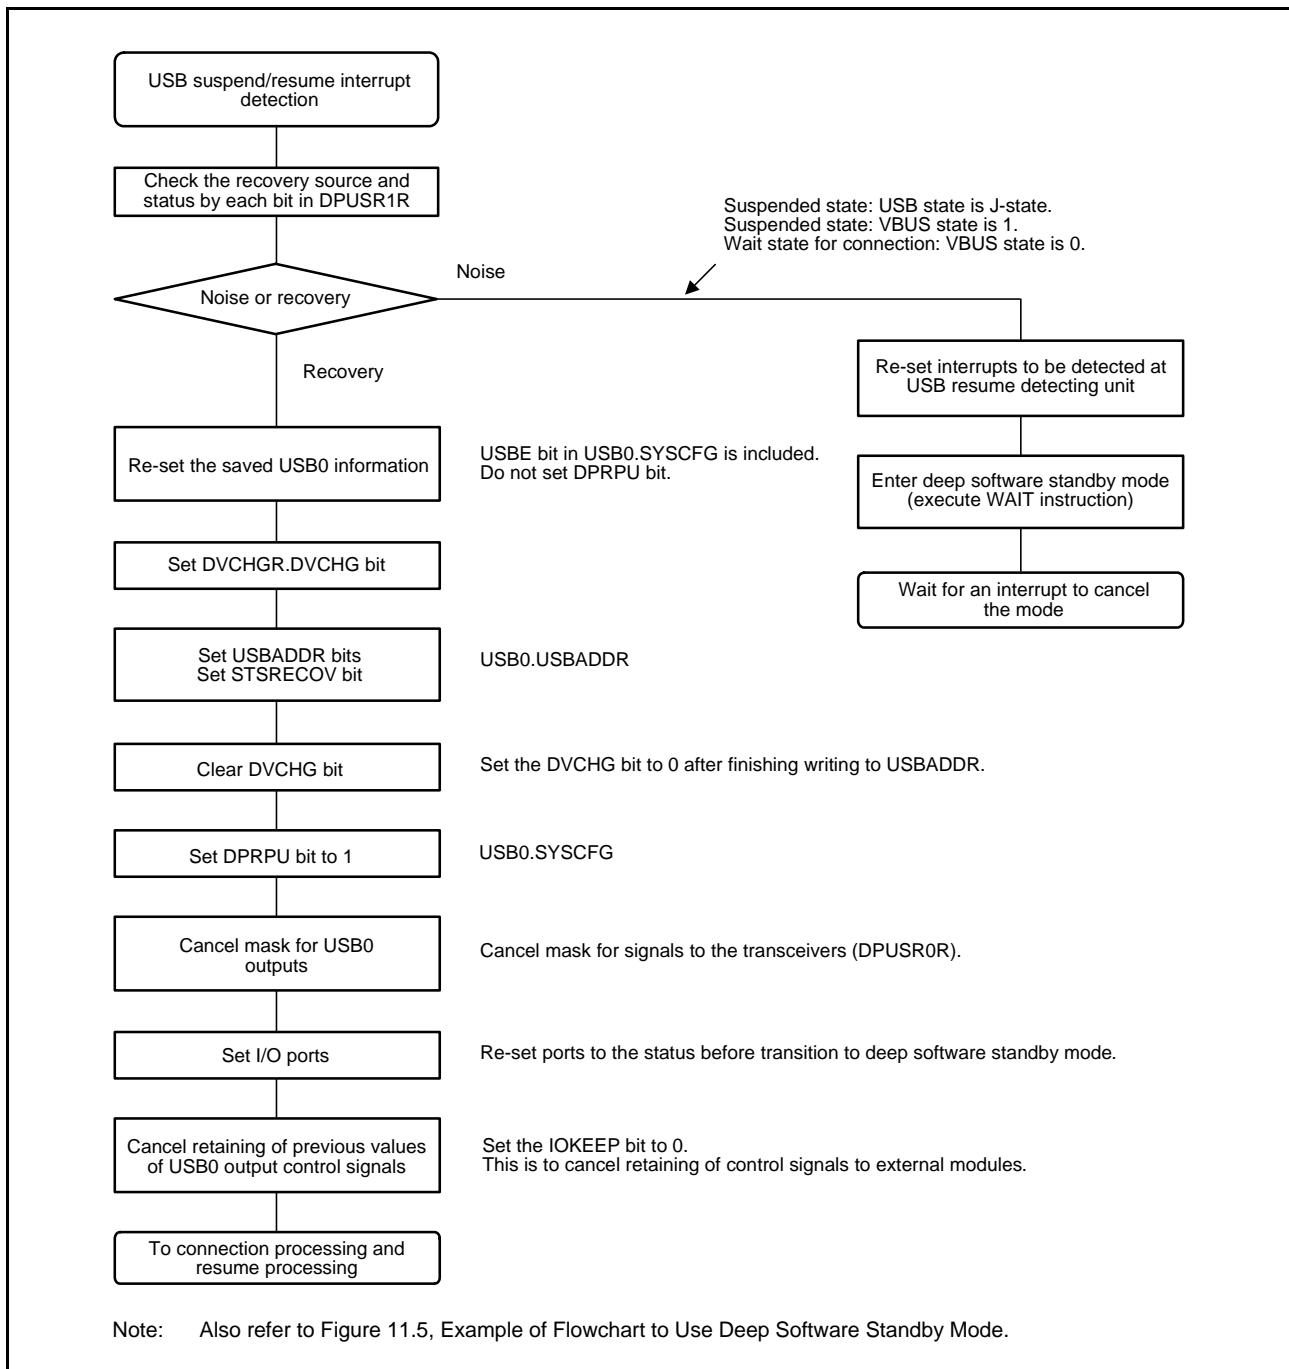 USB suspend/resume interrupt
detection
Check the recovery source and
status by each bit in DPUSR1R
Suspended state: USB state is J-state.
Suspended state: VBUS state is 1.
Wait state for connection: VBUS state is 0.
Noise
Noise or recovery
Recovery
Re-set interrupts to be detected at
USB resume detecting unit
Re-set the saved USB0 information
USBE bit in USB0.SYSCFG is included.
Do not set DPRPU bit.
Enter deep software standby mode
(execute WAIT instruction)
Set DVCHGR.DVCHG bit
Wait for an interrupt to cancel
the mode
Set USBADDR bits
Set STSRECOV bit
USB0.USBADDR
Clear DVCHG bit
Set the DVCHG bit to 0 after finishing writing to USBADDR.
Set DPRPU bit to 1
USB0.SYSCFG
Cancel mask for USB0
outputs
Cancel mask for signals to the transceivers (DPUSR0R).
Set I/O ports
Re-set ports to the status before transition to deep software standby mode.
Cancel retaining of previous values
of USB0 output control signals
Set the IOKEEP bit to 0.
This is to cancel retaining of control signals to external modules.
To connection processing and
resume processing
Note: Also refer to Figure 11.5, Example of Flowchart to Use Deep Software Standby Mode.